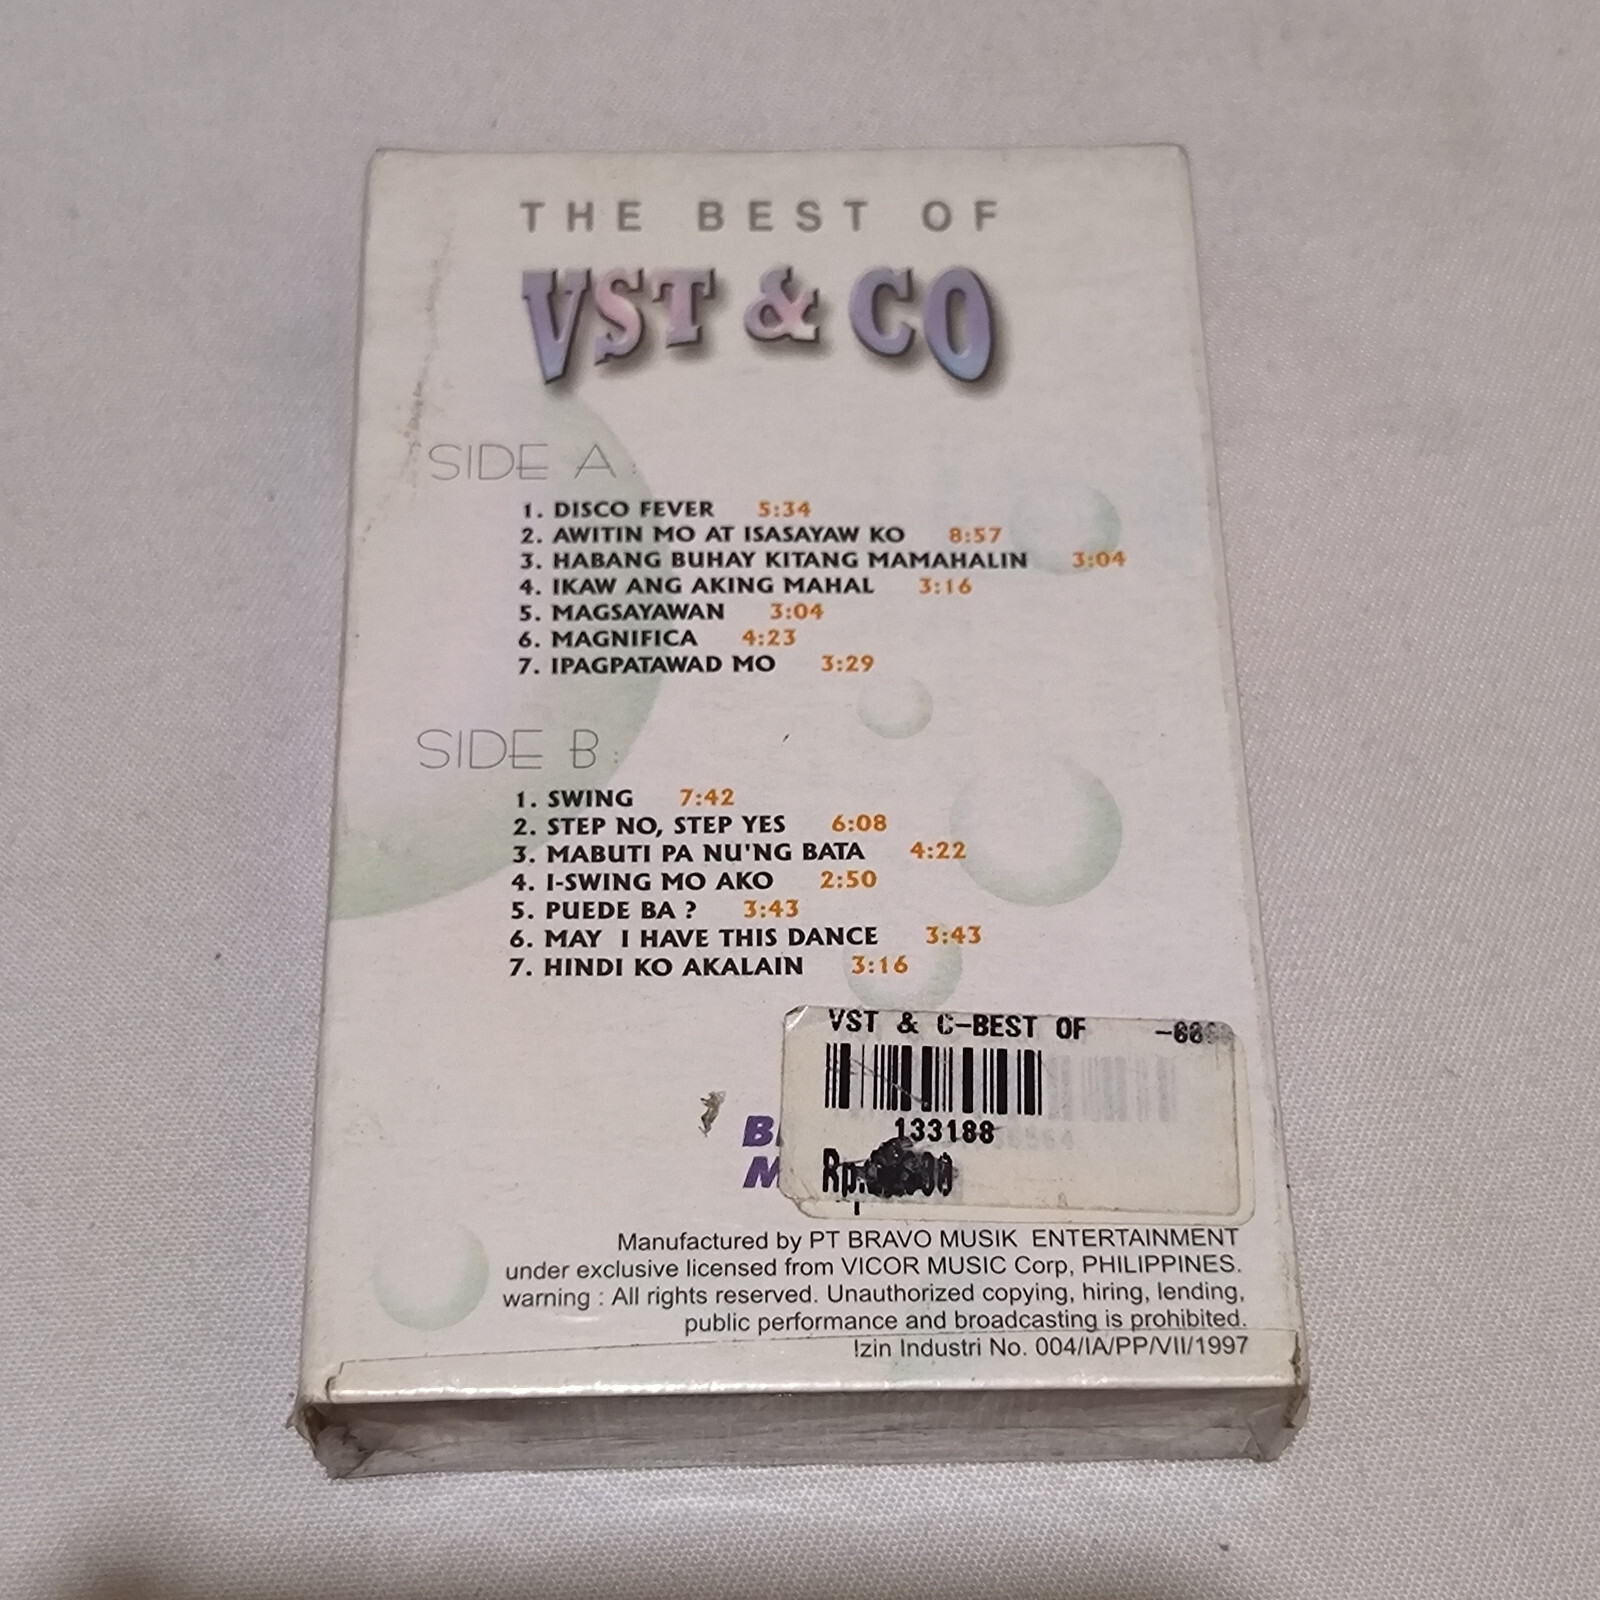 THE BEST OF
VST & CO
SIDE A :
1. DISCO FEVER 5:34
2. AWITIN MO AT ISASAYAW KO 8:57
3. HABANG BUHAY KITANG MAMAHALIN 3:04
4. IKAW ANG AKING MAHAL 3:16
5. MAGSAYAWAN 3:04
6. MAGNIFICA 4:23
7. IPAGPATAWAD MO 3:29
SIDE B :
1. SWING 7:42
2. STEP NO, STEP YES 6:08
3. MABUTI PA NU'NG BATA 4:22
4. I-SWING MO AKO 2:50
5. PUEDE BA ? 3:43
6. MAY I HAVE THIS DANCE 3:43
7. HINDI KO AKALAIN 3:16
VST & C-BEST OF
133188
Rp.
Manufactured by PT BRAVO MUSIK ENTERTAINMENT
under exclusive licensed from VICOR MUSIC Corp, PHILIPPINES.
warning : All rights reserved. Unauthorized copying, hiring, lending,
public performance and broadcasting is prohibited.
Izin Industri No. 004/IA/PP/VII/1997